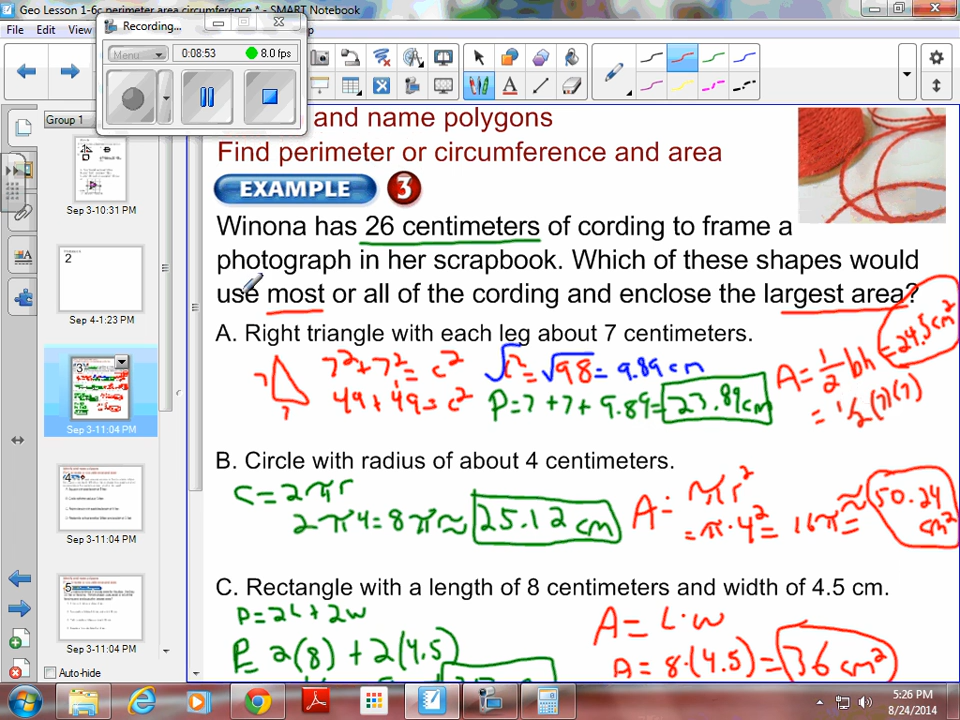 Geo Lesson 1-6c perimeter area circumference * - SMART Notebook
Recording...
File Edit View
Menu
0:08:53
8.0 fps
Group 1
Sep 3-10:31 PM
2
Sep 4-1:23 PM
3
Sep 3-11:04 PM
4
Sep 3-11:04 PM
5
Sep 3-11:04 PM
Auto-hide
and name polygons
Find perimeter or circumference and area
EXAMPLE 3
Winona has 26 centimeters of cording to frame a
photograph in her scrapbook. Which of these shapes would
use most or all of the cording and enclose the largest area?
A. Right triangle with each leg about 7 centimeters.
7
7
7² + 7² = c²
49 + 49 = c²
√c² = √98 = 9.89 cm
P = 7 + 7 + 9.89 = 23.89 cm
A = 1/2 bh = 24.5 cm²
= 1/2 (7)(7)
B. Circle with radius of about 4 centimeters.
C = 2πr
2π4 = 8π ≈ 25.12 cm
A = πr²
= π·4² = 16π ≈ 50.24 cm²
C. Rectangle with a length of 8 centimeters and width of 4.5 cm.
P = 2L + 2W
P = 2(8) + 2(4.5)
A = L·W
A = 8·(4.5) = 36 cm²
5:26 PM
8/24/2014